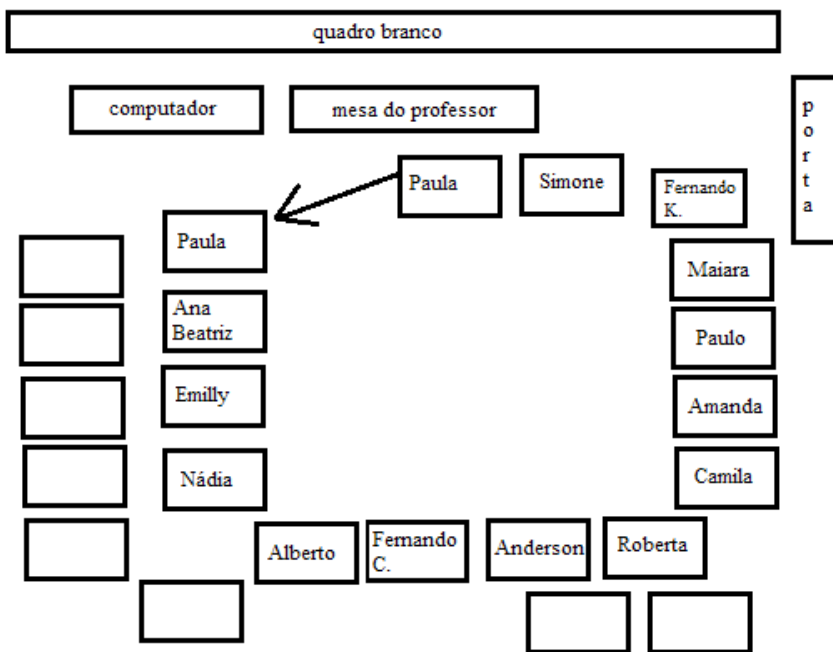 quadro branco
computador
mesa do professor
porta
Paula
Simone
Fernando
K.
Paula
Maiara
Ana
Beatriz
Paulo
Emilly
Amanda
Nádia
Camila
Alberto
Fernando
C.
Anderson
Roberta